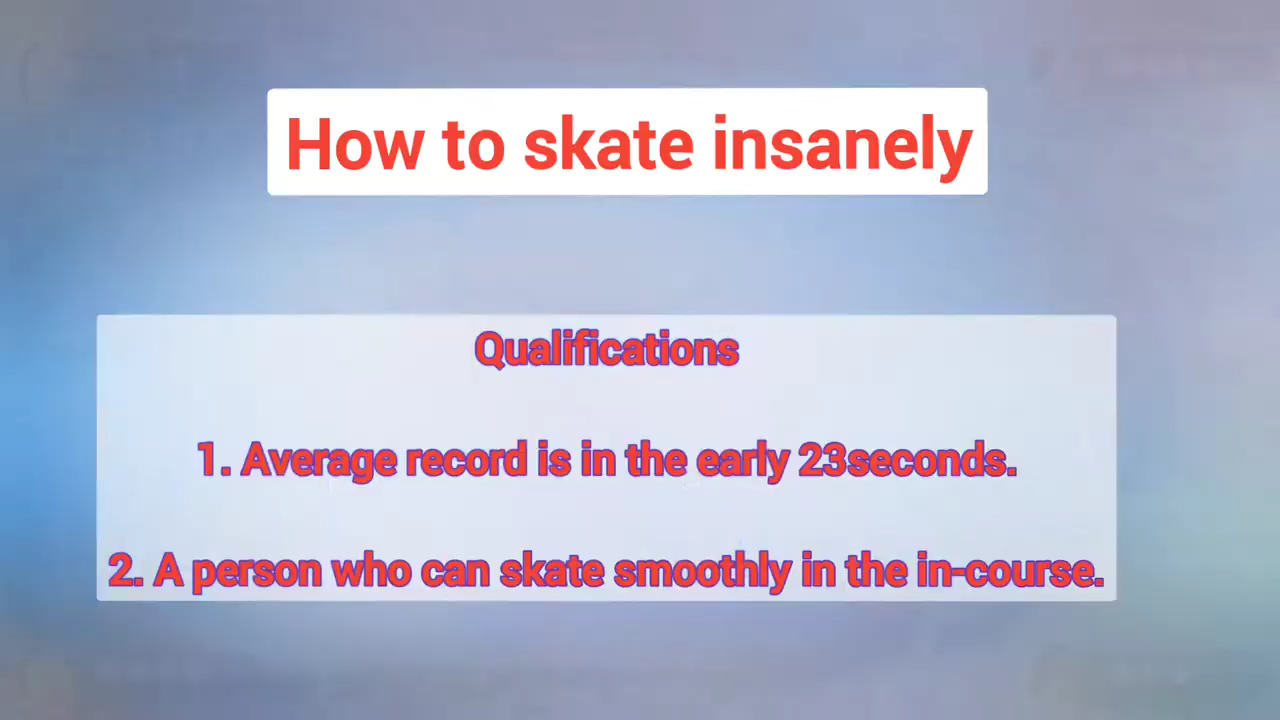 How to skate insanely
Qualifications
1. Average record is in the early 23seconds.
2. A person who can skate smoothly in the in-course.